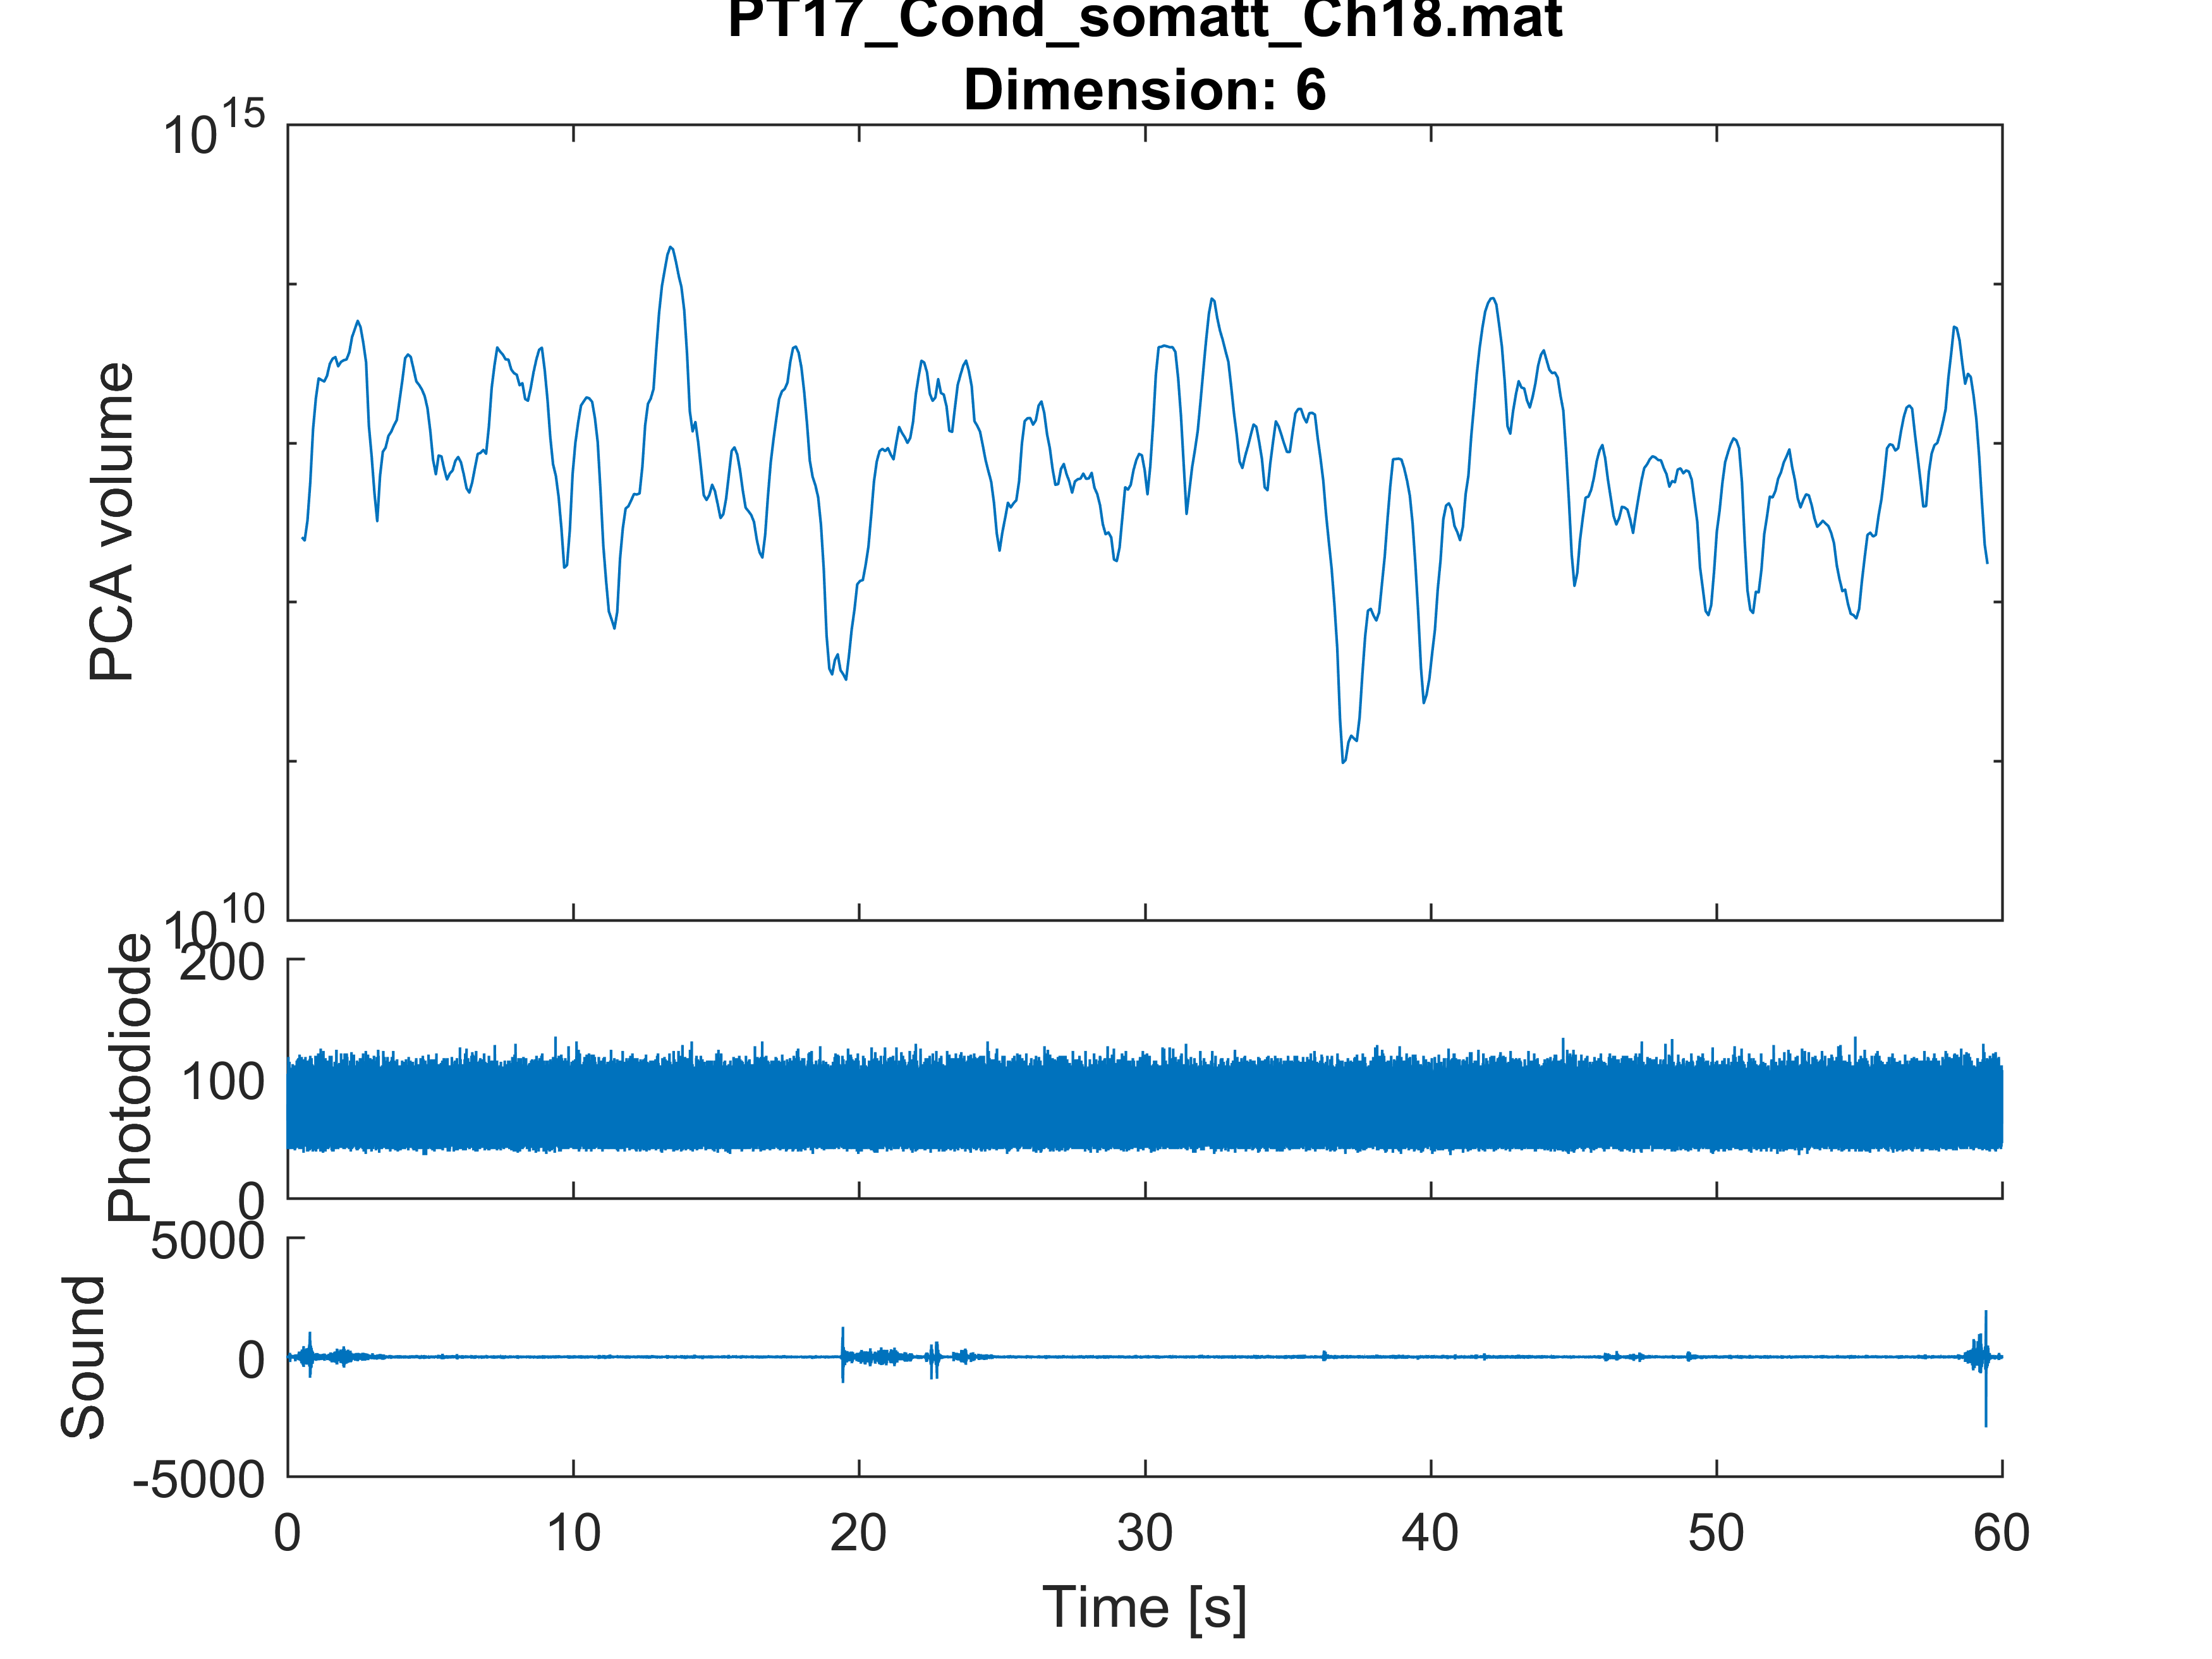 PT17_Cond_somatt_Ch18.mat
Dimension: 6
10^15
PCA volume
10^10
200
Photodiode
100
0
5000
Sound
0
-5000
0 10 20 30 40 50 60
Time [s]